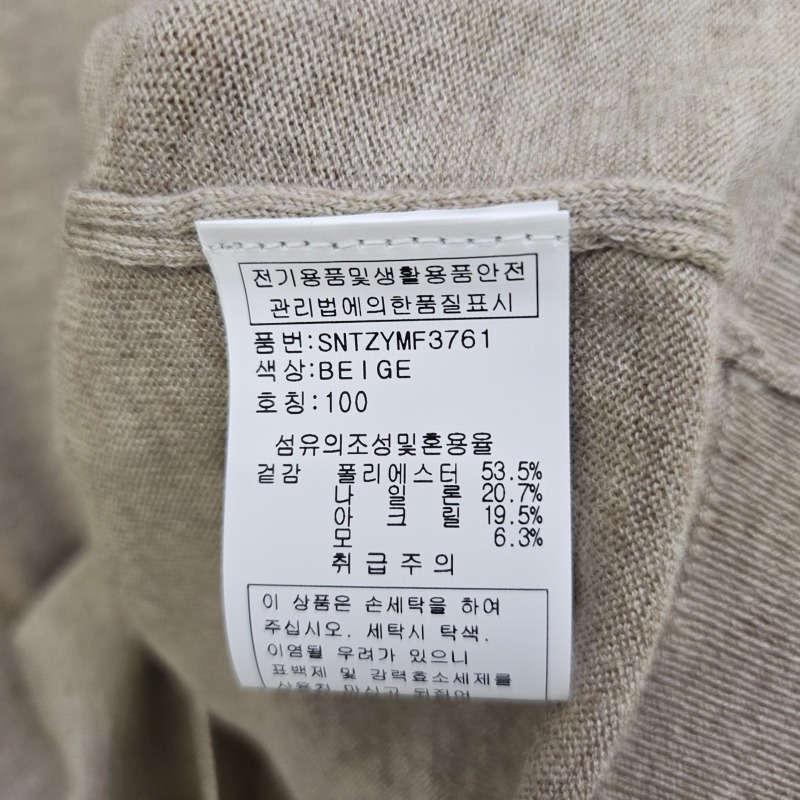 전기용품및생활용품안전
관리법에의한품질표시
품번:SNTZYMF3761
색상:BEIGE
호칭:100
섬유의조성및혼용율
겉감 폴리에스터 53.5%
나 일 론 20.7%
아 크 릴 19.5%
모 6.3%
취급주의
이 상품은 손세탁을 하여
주십시오. 세탁시 탁색.
이염될 우려가 있으니
표백제 및 강력효소세제를